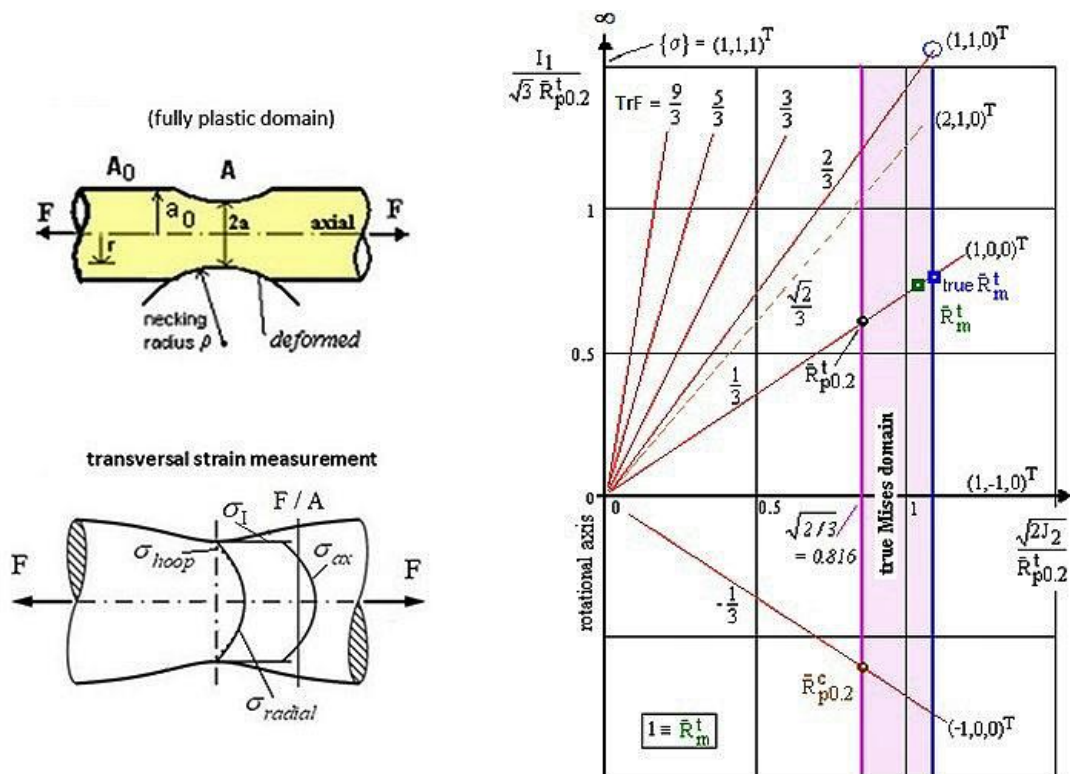 (fully plastic domain)
A₀
A
F
a₀
2a
axial
F
r
necking
radius ρ
deformed
transversal strain measurement
F / A
σ_I
σ_hoop
σ_ax
F
F
σ_radial
∞
{σ} = (1,1,1)ᵀ
(1,1,0)ᵀ
I₁
√3 R̄ᵗp0.2
TrF = 9/3
5/3
3/3
(2,1,0)ᵀ
2/3
1
(1,0,0)ᵀ
true R̄ᵗm
R̄ᵗm
√2/3
0.5
R̄ᵗp0.2
1/3
true Mises domain
(1,-1,0)ᵀ
0
0
0.5
1
√2J₂
R̄ᵗp0.2
√2/3
= 0.816
rotational axis
-1/3
R̄ᶜp0.2
1 ≡ R̄ᵗm
(-1,0,0)ᵀ